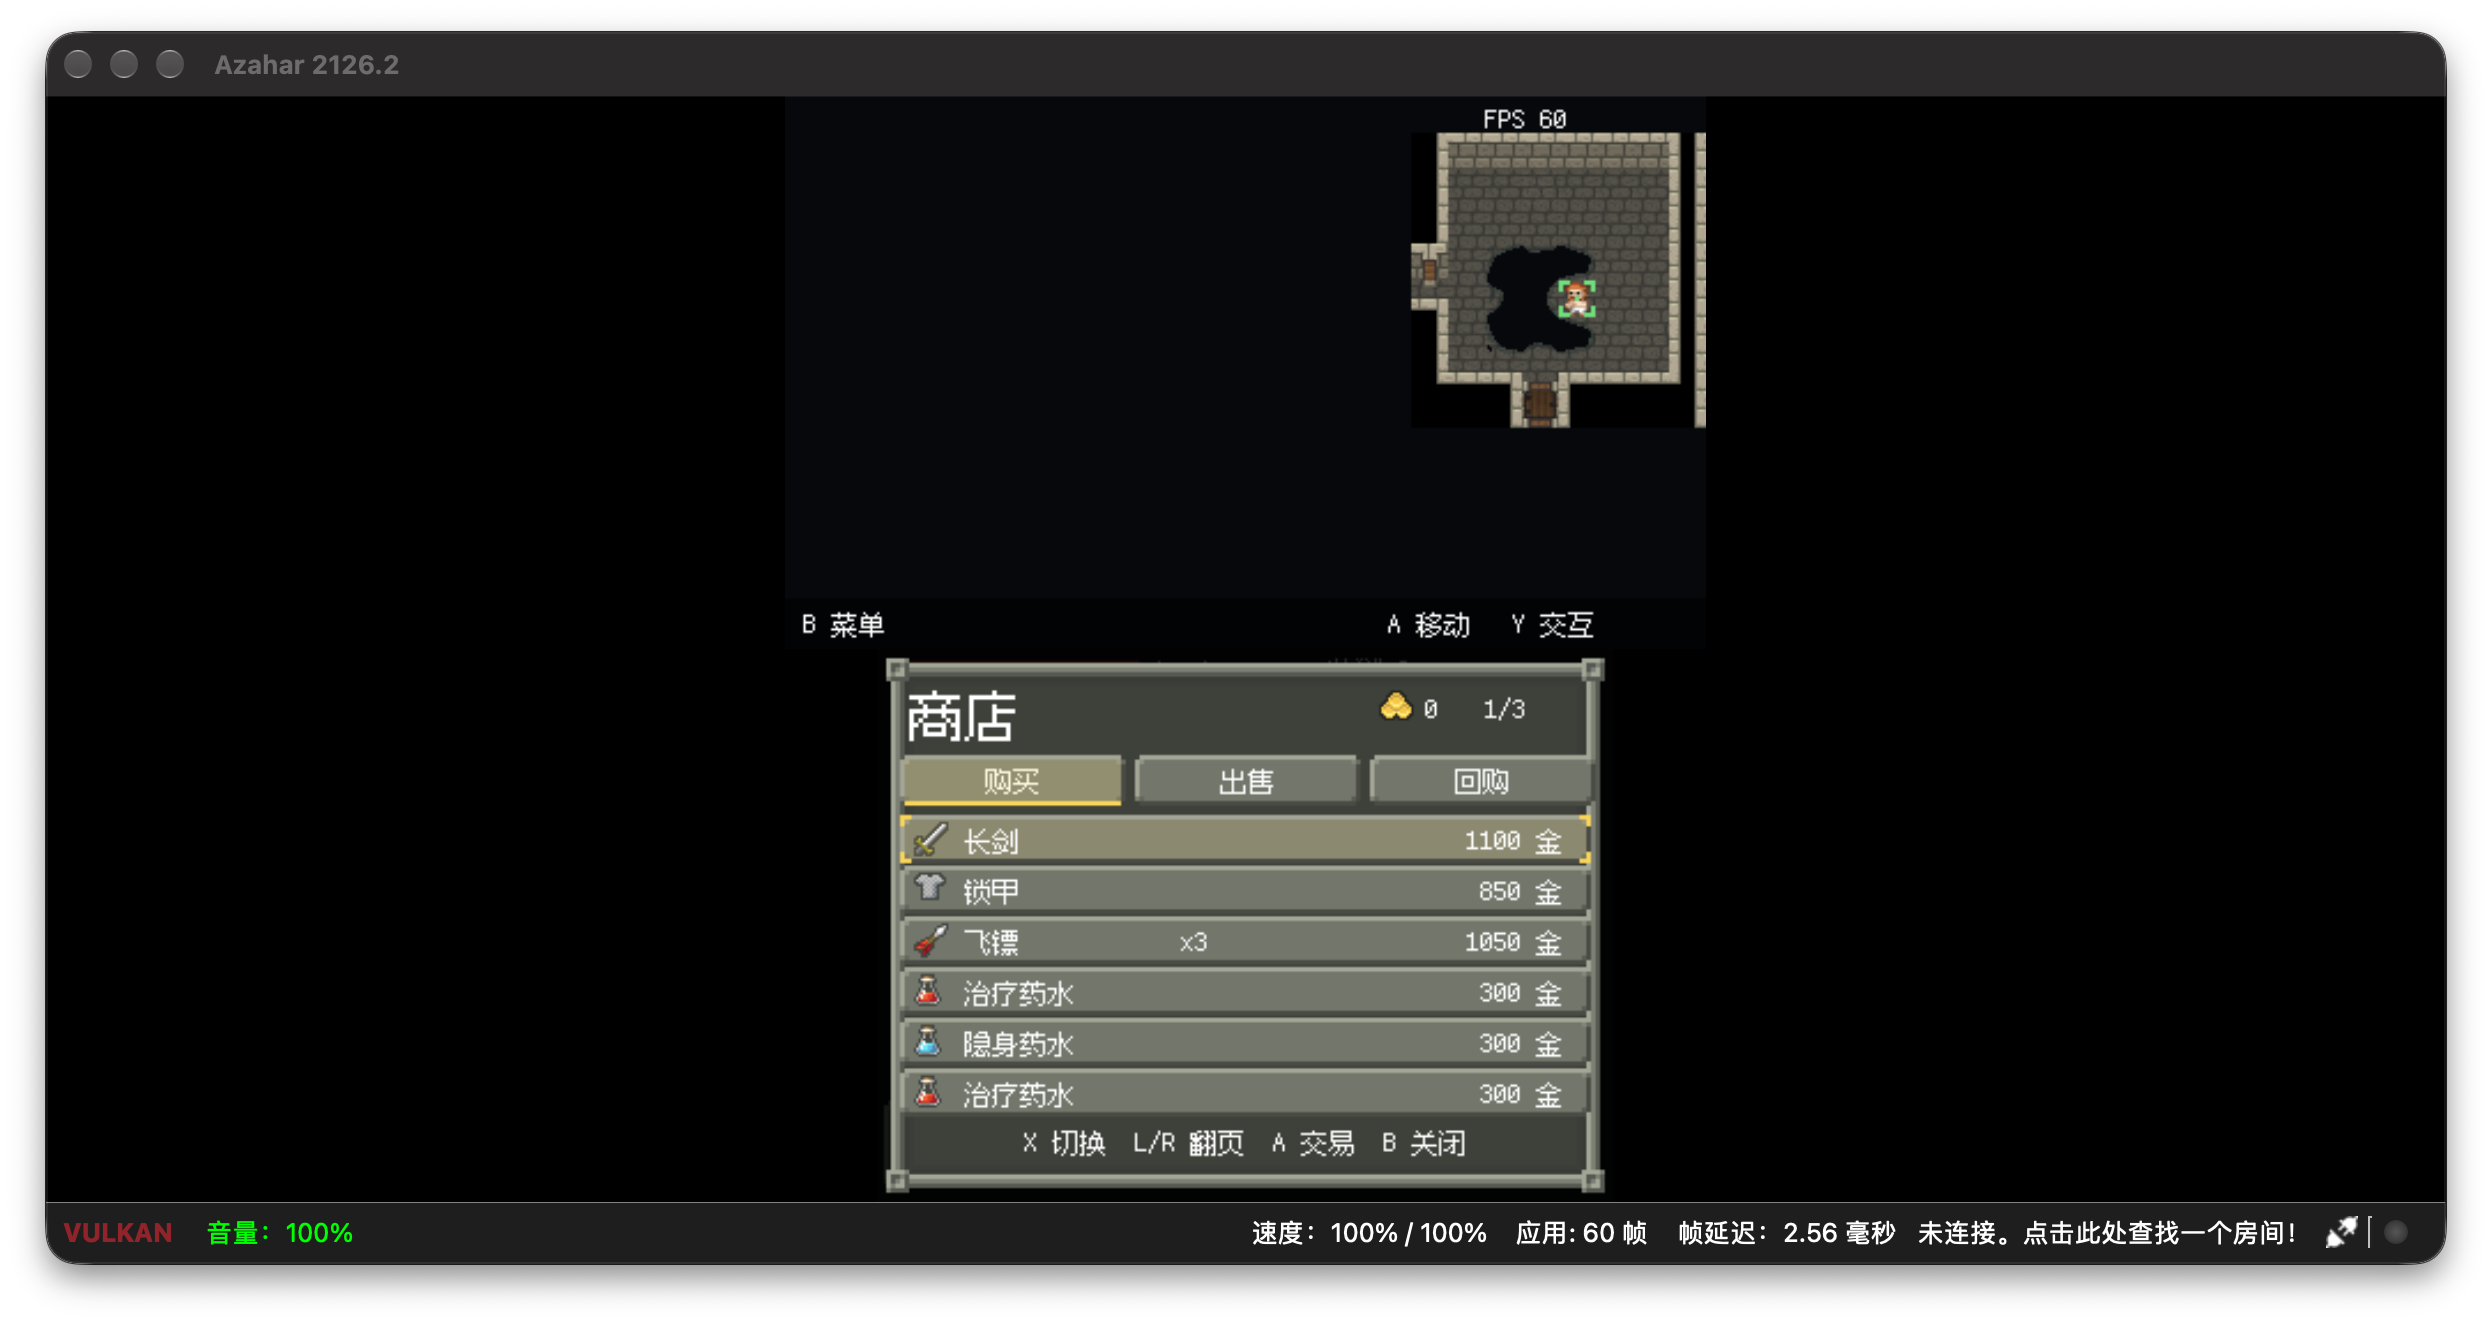 Azahar 2126.2
FPS 60
B 菜单 A 移动 Y 交互
商店 0 1/3
购买 出售 回购
长剑 1100 金
锁甲 850 金
飞镖 x3 1050 金
治疗药水 300 金
隐身药水 300 金
治疗药水 300 金
X 切换 L/R 翻页 A 交易 B 关闭
VULKAN 音量：100% 速度：100% / 100% 应用: 60 帧 帧延迟：2.56 毫秒 未连接。点击此处查找一个房间！